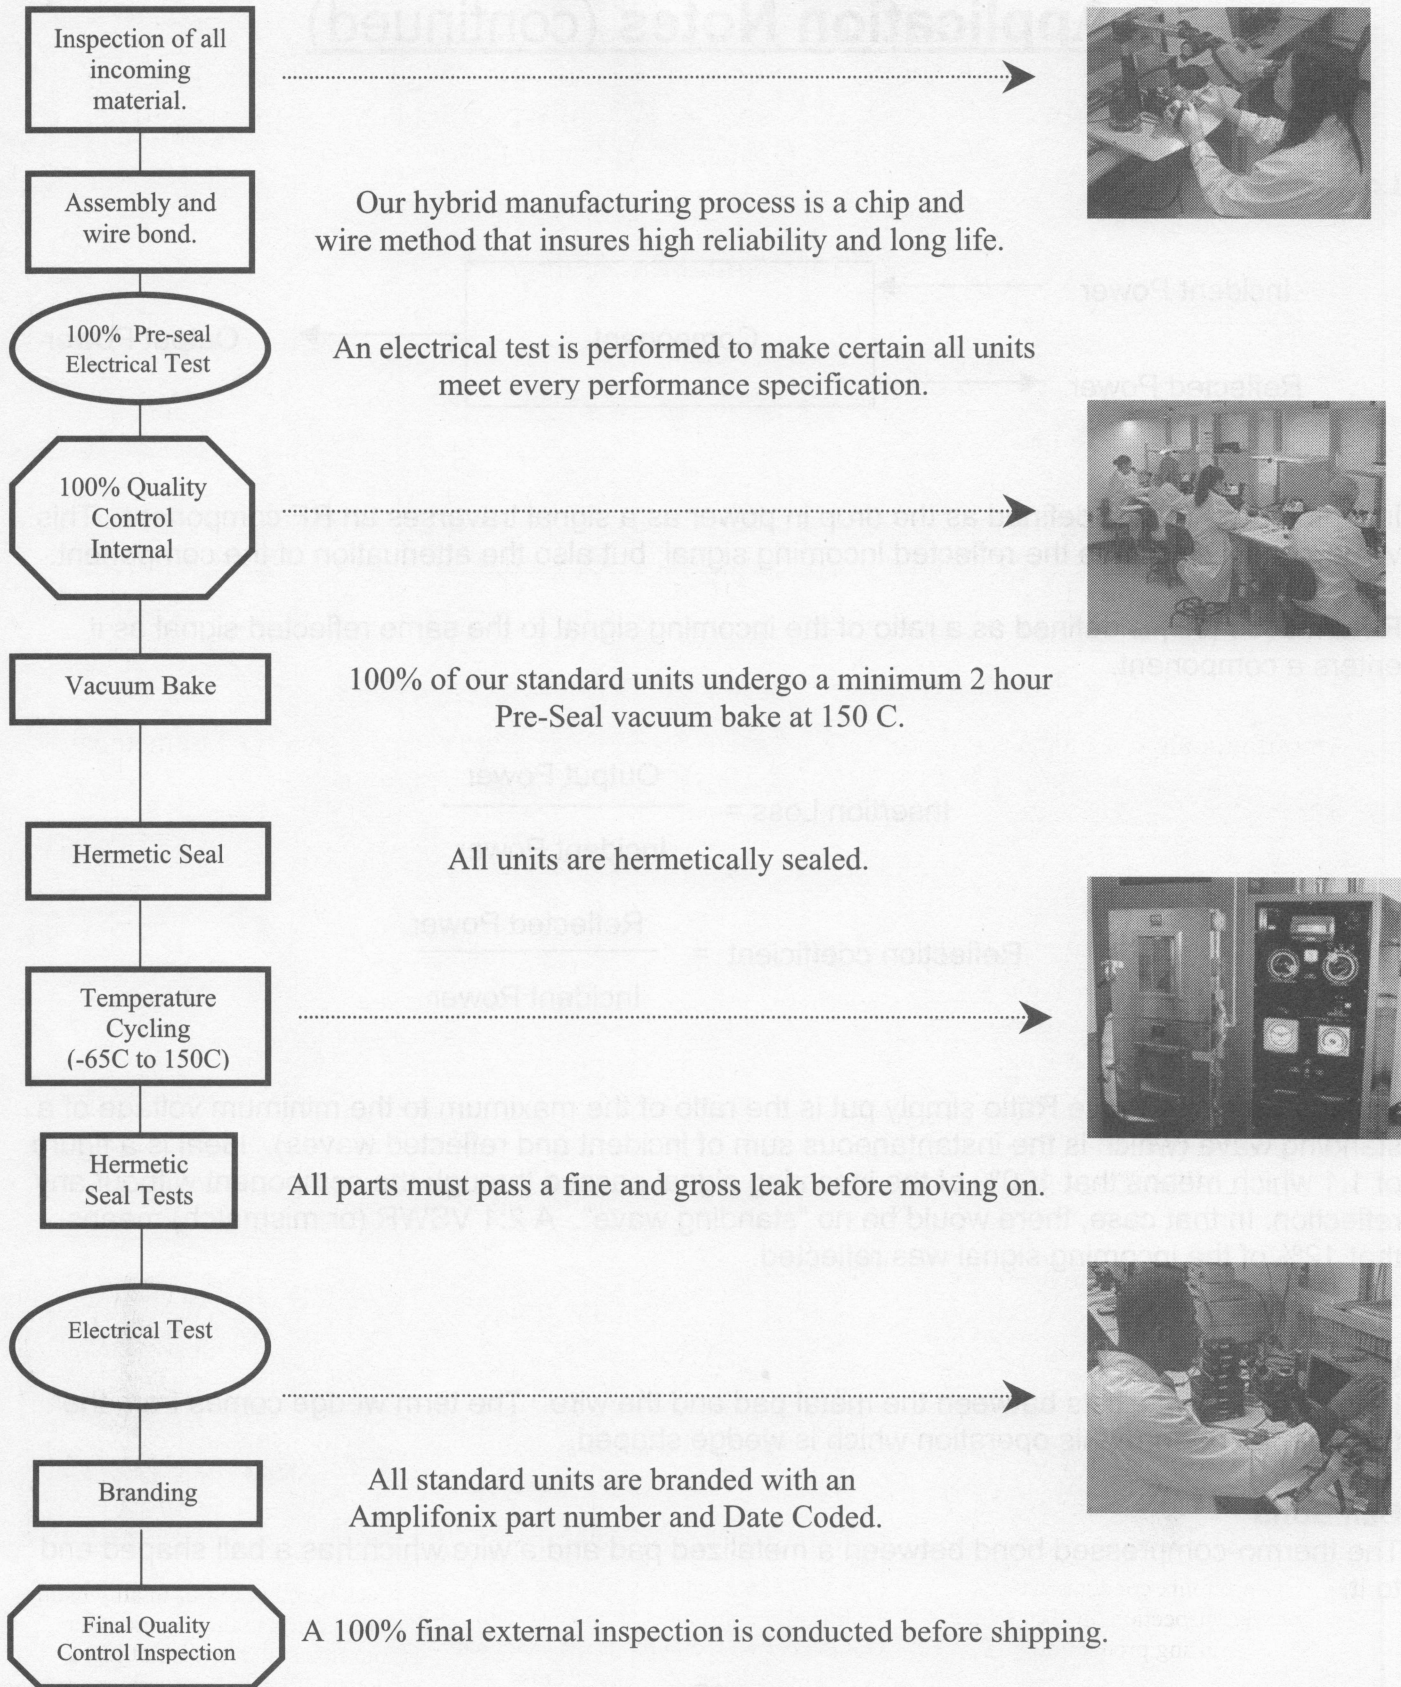 Inspection of all
incoming
material.
Assembly and
wire bond.
Our hybrid manufacturing process is a chip and
wire method that insures high reliability and long life.
100% Pre-seal
Electrical Test
An electrical test is performed to make certain all units
meet every performance specification.
100% Quality
Control
Internal
Vacuum Bake
100% of our standard units undergo a minimum 2 hour
Pre-Seal vacuum bake at 150 C.
Hermetic Seal
All units are hermetically sealed.
Temperature
Cycling
(-65C to 150C)
Hermetic
Seal Tests
All parts must pass a fine and gross leak before moving on.
Electrical Test
Branding
All standard units are branded with an
Amplifonix part number and Date Coded.
Final Quality
Control Inspection
A 100% final external inspection is conducted before shipping.